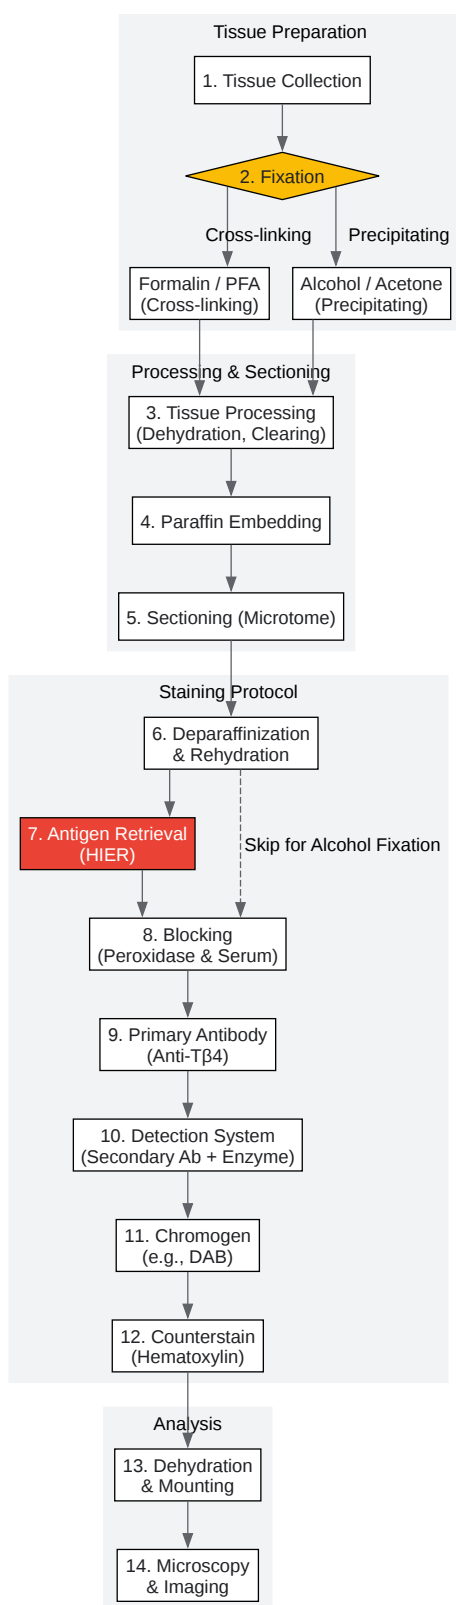 Tissue Preparation
1. Tissue Collection
2. Fixation
Cross-linking
Precipitating
Formalin / PFA
(Cross-linking)
Alcohol / Acetone
(Precipitating)
Processing & Sectioning
3. Tissue Processing
(Dehydration, Clearing)
4. Paraffin Embedding
5. Sectioning (Microtome)
Staining Protocol
6. Deparaffinization
& Rehydration
7. Antigen Retrieval
(HIER)
Skip for Alcohol Fixation
8. Blocking
(Peroxidase & Serum)
9. Primary Antibody
(Anti-Tβ4)
10. Detection System
(Secondary Ab + Enzyme)
11. Chromogen
(e.g., DAB)
12. Counterstain
(Hematoxylin)
Analysis
13. Dehydration
& Mounting
14. Microscopy
& Imaging